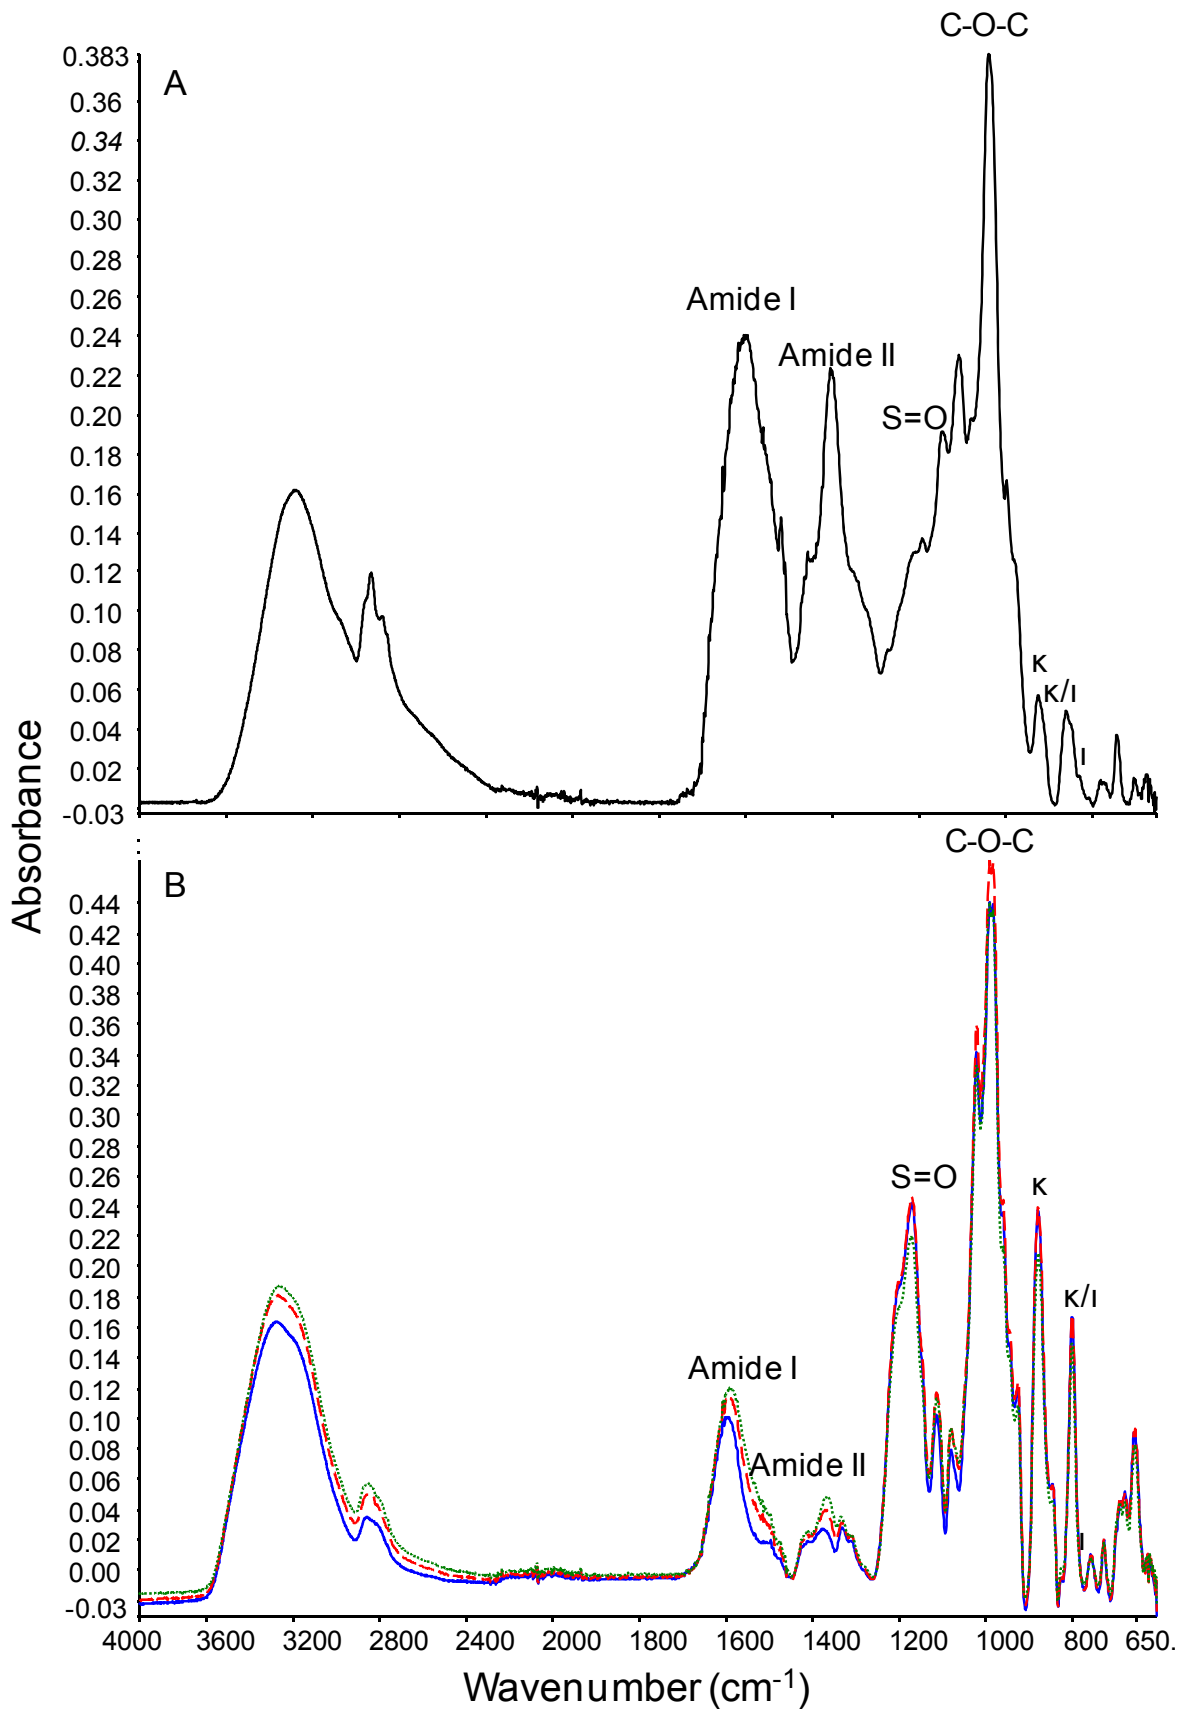 C-O-C
A
0.383
0.36
0.34
0.32
0.30
0.28
0.26
0.24
0.22
0.20
0.18
0.16
0.14
0.12
0.10
0.08
0.06
0.04
0.02
-0.03
Amide I
Amide II
S=O
κ
κ/ι
ι
Absorbance
C-O-C
B
0.44
0.42
0.40
0.38
0.36
0.34
0.32
0.30
0.28
0.26
0.24
0.22
0.20
0.18
0.16
0.14
0.12
0.10
0.08
0.06
0.04
0.02
0.00
-0.03
S=O
κ
κ/ι
Amide I
Amide II
ι
4000 3600 3200 2800 2400 2000 1800 1600 1400 1200 1000 800 650.
Wavenumber (cm⁻¹)